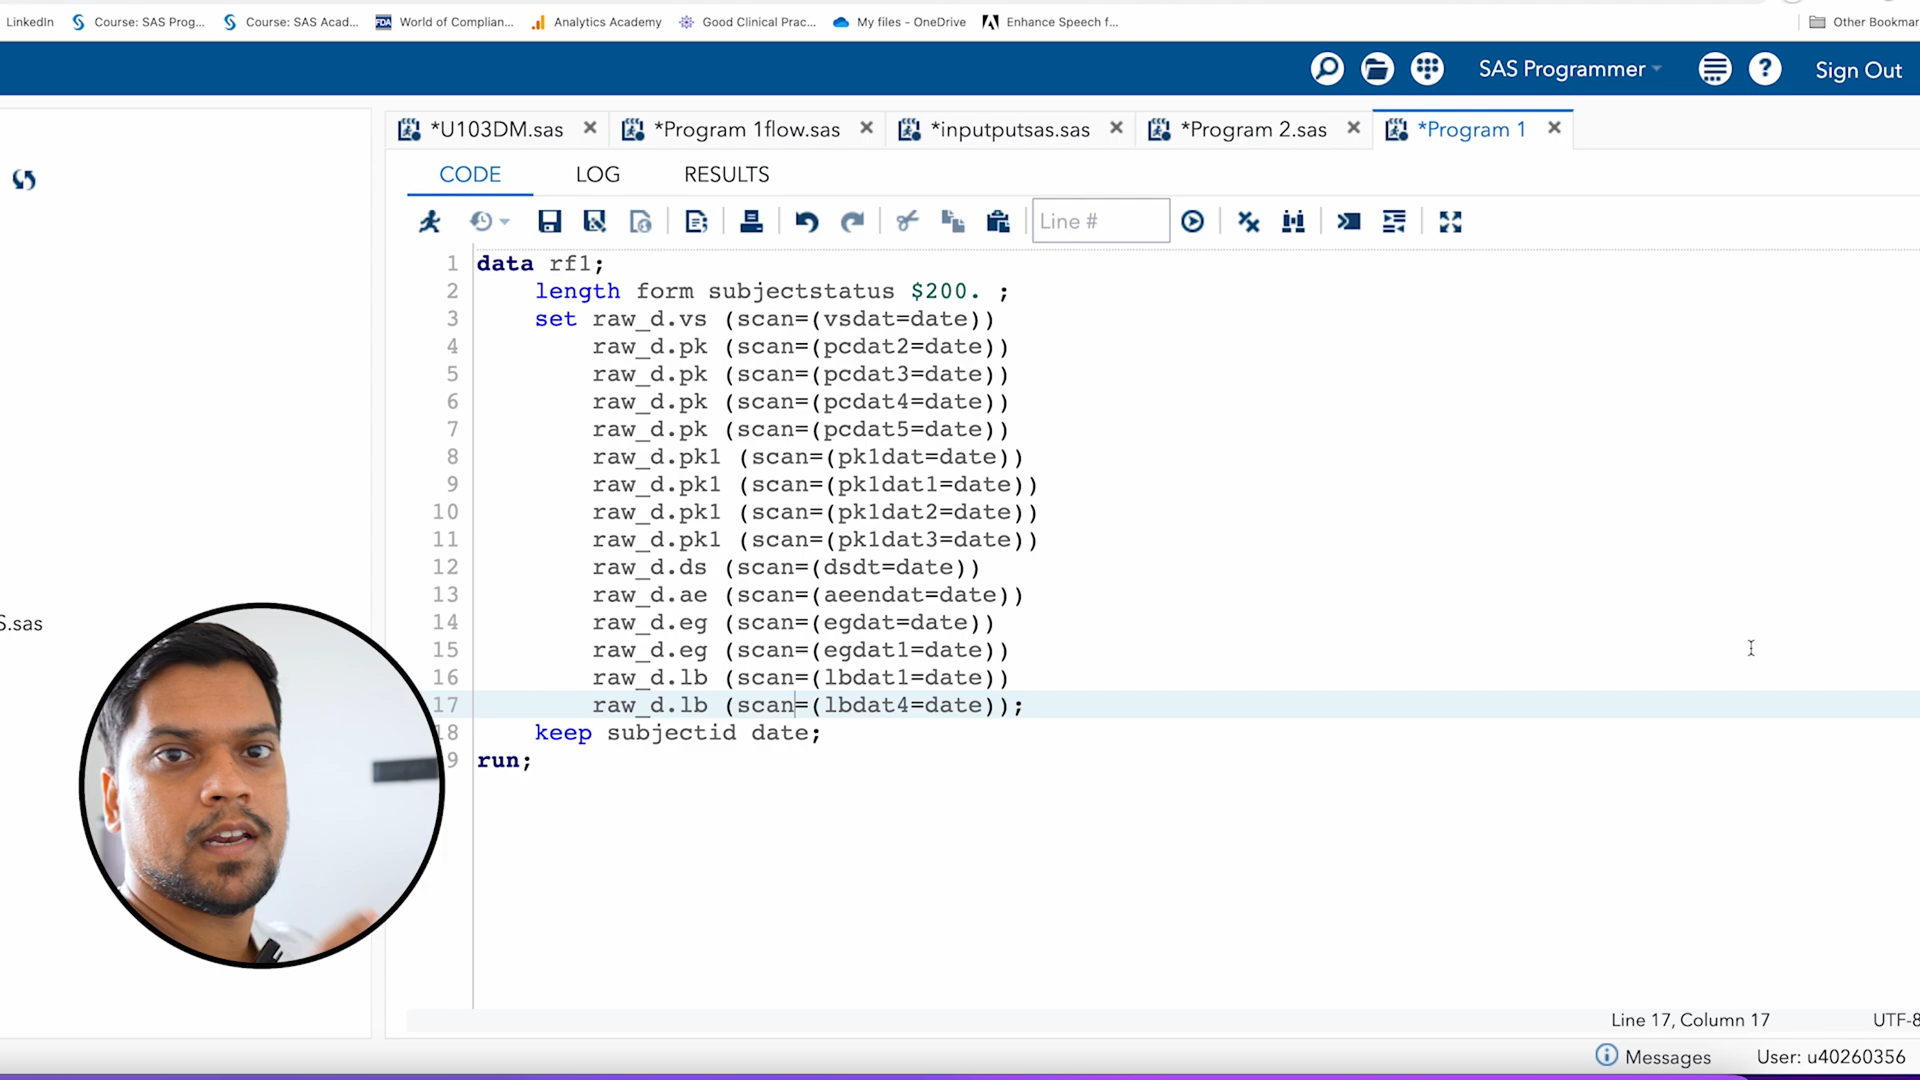 LinkedIn Course: SAS Prog... Course: SAS Acad... FDA World of Complian... Analytics Academy Good Clinical Prac... My files – OneDrive Enhance Speech f... Other Bookmar
SAS Programmer ? Sign Out
*U103DM.sas *Program 1flow.sas *inputputsas.sas *Program 2.sas *Program 1
CODE LOG RESULTS
Line #
1 data rf1;
2 length form subjectstatus $200. ;
3 set raw_d.vs (scan=(vsdat=date))
4 raw_d.pk (scan=(pcdat2=date))
5 raw_d.pk (scan=(pcdat3=date))
6 raw_d.pk (scan=(pcdat4=date))
7 raw_d.pk (scan=(pcdat5=date))
8 raw_d.pk1 (scan=(pk1dat=date))
9 raw_d.pk1 (scan=(pk1dat1=date))
10 raw_d.pk1 (scan=(pk1dat2=date))
11 raw_d.pk1 (scan=(pk1dat3=date))
12 raw_d.ds (scan=(dsdt=date))
13 raw_d.ae (scan=(aeendat=date))
14 raw_d.eg (scan=(egdat=date))
S.sas
15 raw_d.eg (scan=(egdat1=date))
16 raw_d.lb (scan=(lbdat1=date))
17 raw_d.lb (scan=(lbdat4=date));
18 keep subjectid date;
9 run;
Line 17, Column 17 UTF-8
Messages User: u40260356